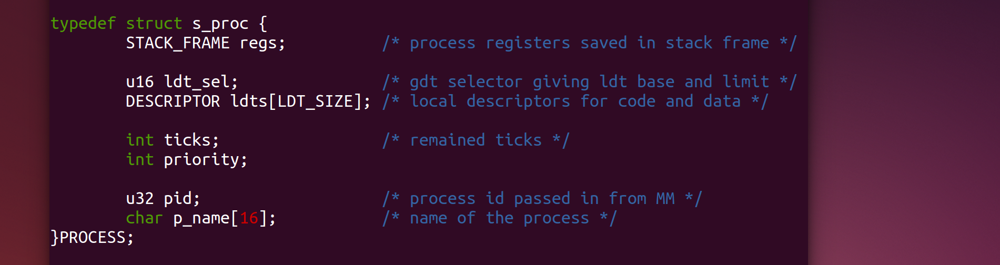 typedef struct s_proc {
STACK_FRAME regs; /* process registers saved in stack frame */
u16 ldt_sel; /* gdt selector giving ldt base and limit */
DESCRIPTOR ldts[LDT_SIZE]; /* local descriptors for code and data */
int ticks; /* remained ticks */
int priority;
u32 pid; /* process id passed in from MM */
char p_name[16]; /* name of the process */
}PROCESS;